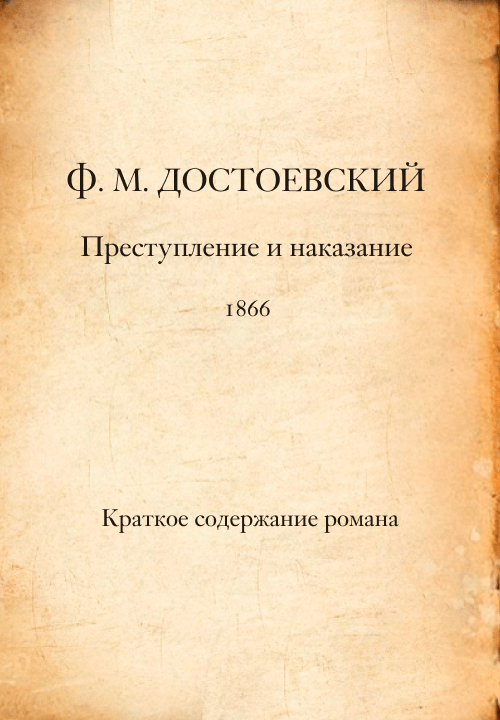 Ф. М. ДОСТОЕВСКИЙ
Преступление и наказание
1866
Краткое содержание романа